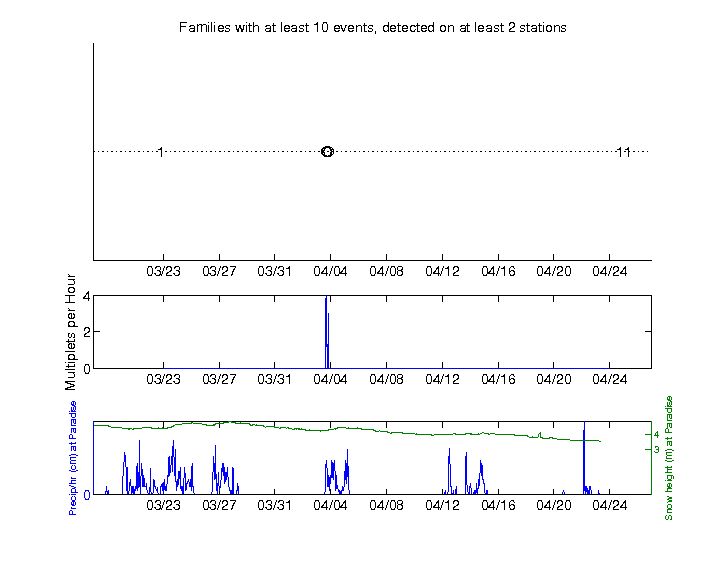 Families with at least 10 events, detected on at least 2 stations
1 11
03/23 03/27 03/31 04/04 04/08 04/12 04/16 04/20 04/24
Multiplets per Hour
4
2
0
03/23 03/27 03/31 04/04 04/08 04/12 04/16 04/20 04/24
Precip/hr (cm) at Paradise
0
4
3
Snow height (m) at Paradise
03/23 03/27 03/31 04/04 04/08 04/12 04/16 04/20 04/24